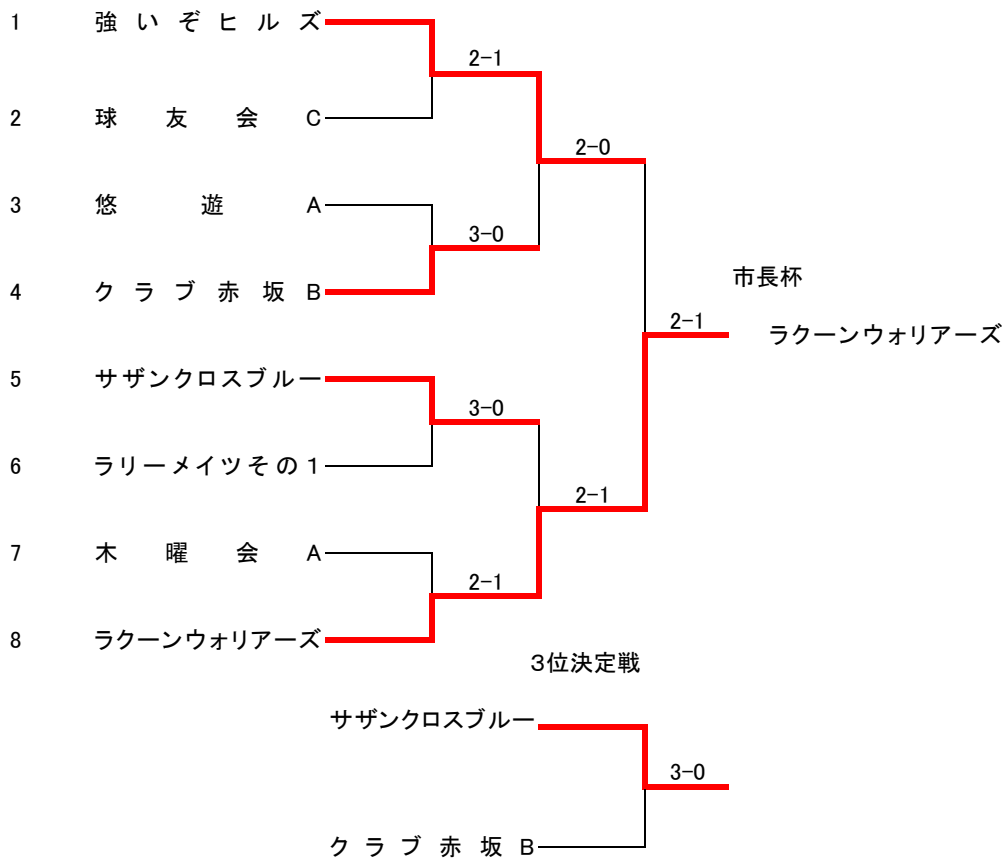 1 強いぞヒルズ
2-1
2 球友会C
2-0
3 悠遊A
3-0
4 クラブ赤坂B
市長杯
2-1 ラクーンウォリアーズ
5 サザンクロスブルー
3-0
6 ラリーメイツその1
2-1
7 木曜会A
2-1
8 ラクーンウォリアーズ
3位決定戦
サザンクロスブルー
3-0
クラブ赤坂B